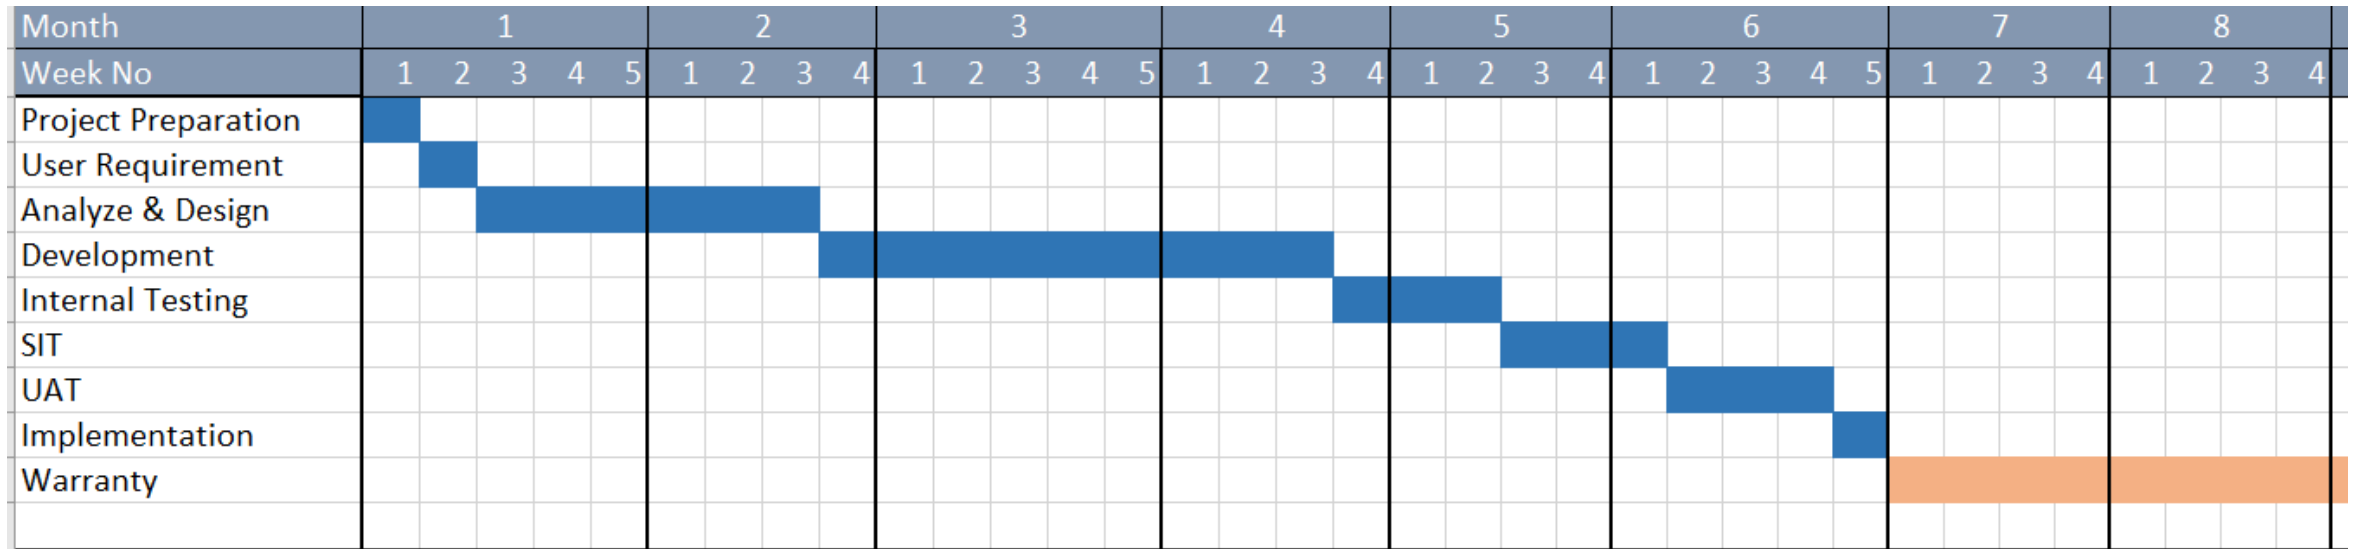 Month 1 2 3 4 5 6 7 8
Week No 1 2 3 4 5 1 2 3 4 1 2 3 4 5 1 2 3 4 1 2 3 4 1 2 3 4 5 1 2 3 4 1 2 3 4
Project Preparation
User Requirement
Analyze & Design
Development
Internal Testing
SIT
UAT
Implementation
Warranty